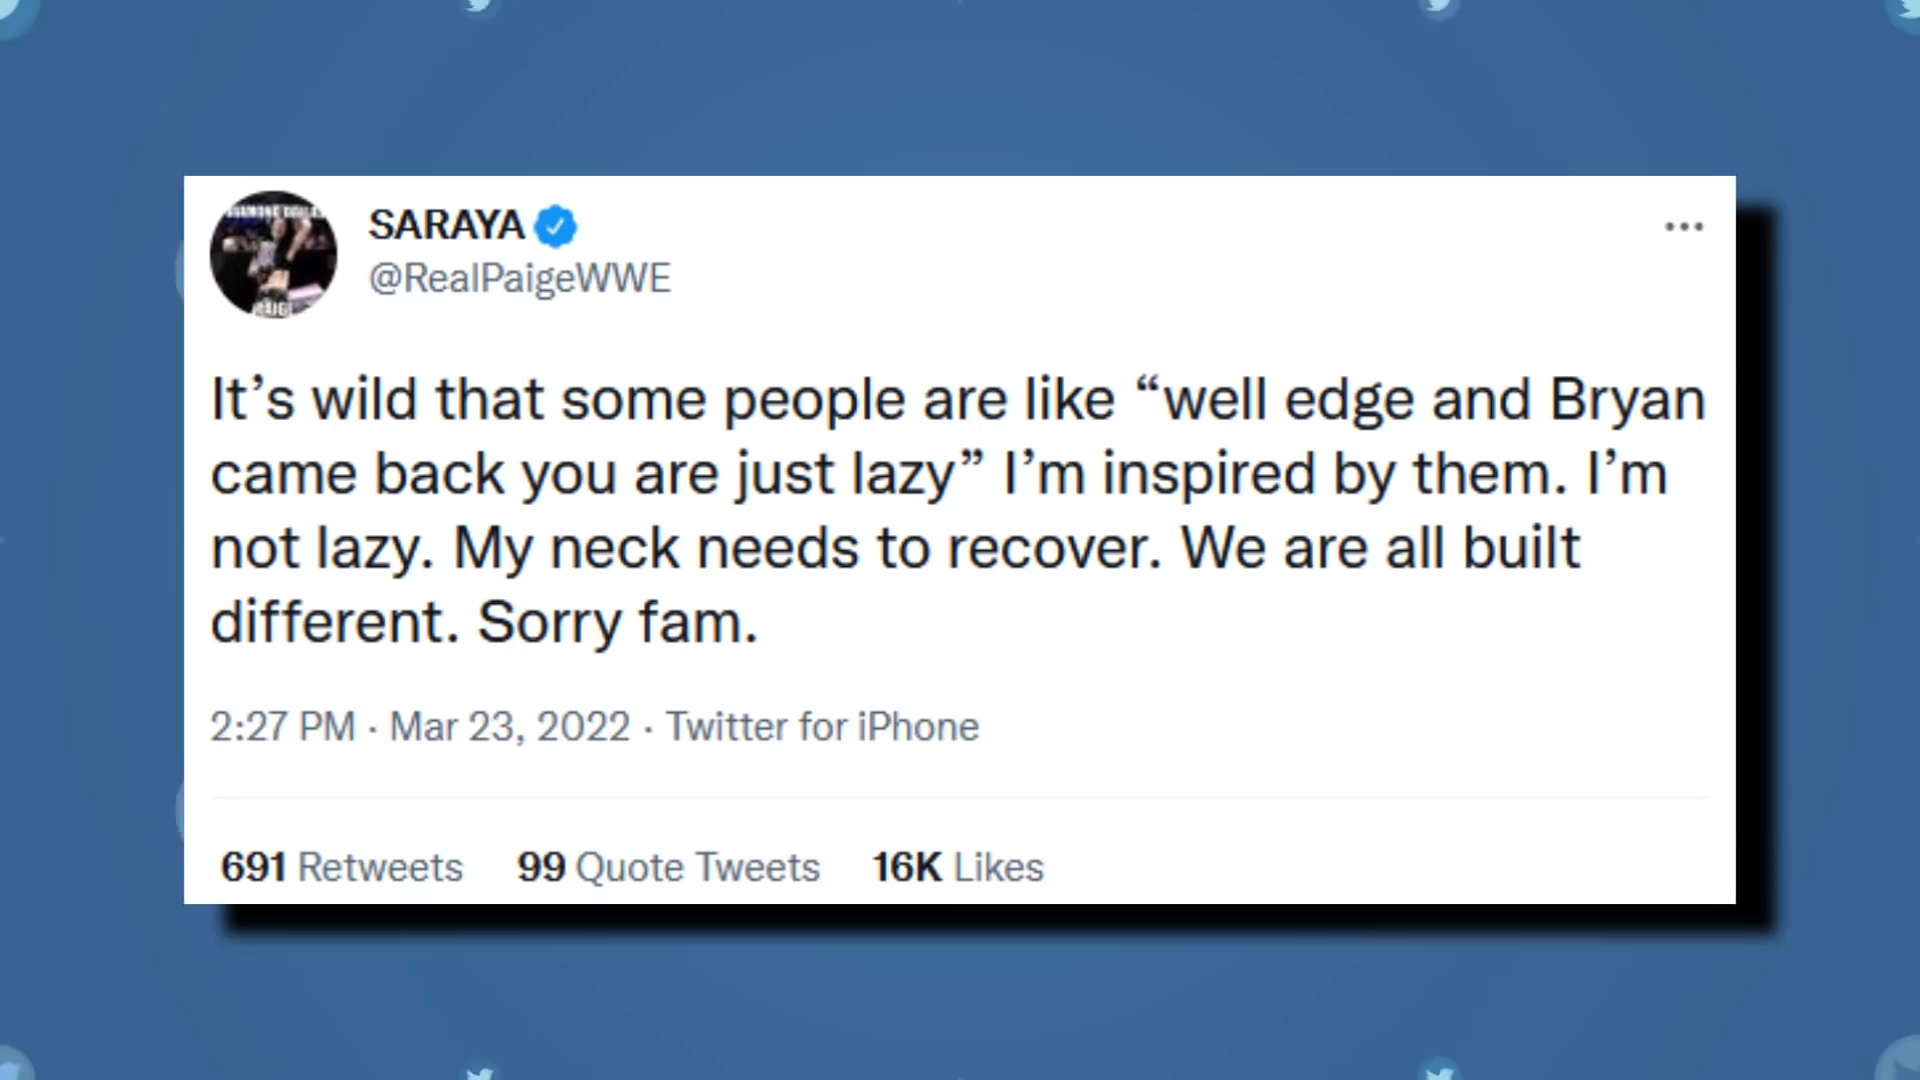 SARAYA
@RealPaigeWWE
It’s wild that some people are like “well edge and Bryan
came back you are just lazy” I’m inspired by them. I’m
not lazy. My neck needs to recover. We are all built
different. Sorry fam.
2:27 PM · Mar 23, 2022 · Twitter for iPhone
691 Retweets 99 Quote Tweets 16K Likes